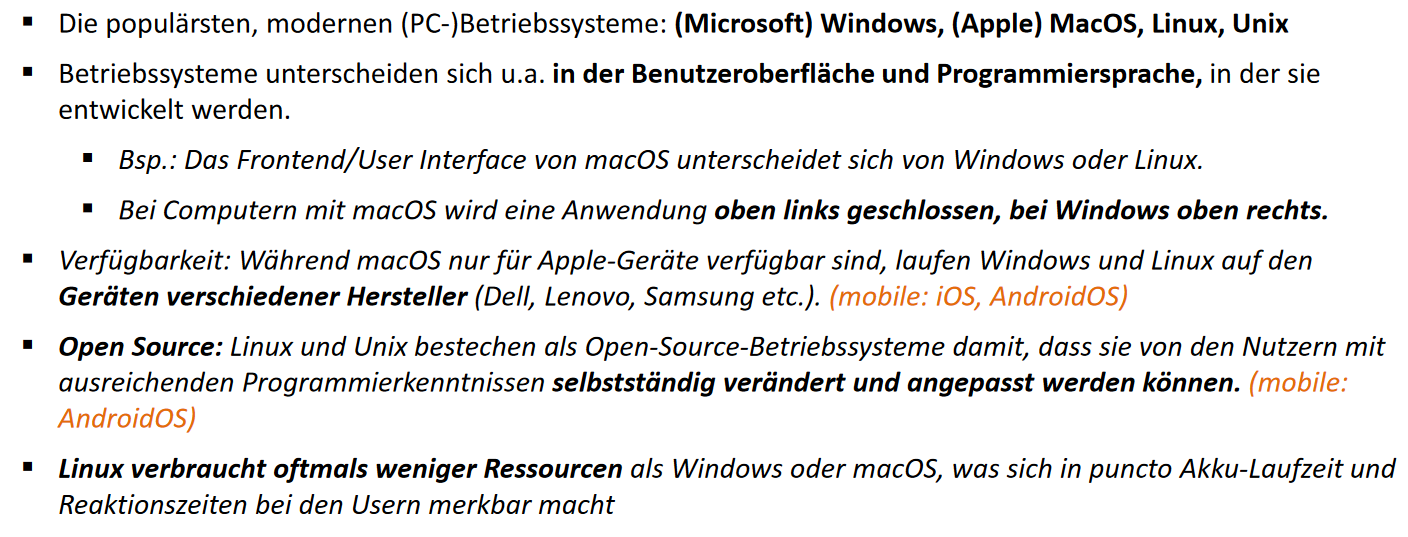 ▪ Die populärsten, modernen (PC-)Betriebssysteme: (Microsoft) Windows, (Apple) MacOS, Linux, Unix
▪ Betriebssysteme unterscheiden sich u.a. in der Benutzeroberfläche und Programmiersprache, in der sie
entwickelt werden.
▪ Bsp.: Das Frontend/User Interface von macOS unterscheidet sich von Windows oder Linux.
▪ Bei Computern mit macOS wird eine Anwendung oben links geschlossen, bei Windows oben rechts.
▪ Verfügbarkeit: Während macOS nur für Apple-Geräte verfügbar sind, laufen Windows und Linux auf den
Geräten verschiedener Hersteller (Dell, Lenovo, Samsung etc.). (mobile: iOS, AndroidOS)
▪ Open Source: Linux und Unix bestechen als Open-Source-Betriebssysteme damit, dass sie von den Nutzern mit
ausreichenden Programmierkenntnissen selbstständig verändert und angepasst werden können. (mobile:
AndroidOS)
▪ Linux verbraucht oftmals weniger Ressourcen als Windows oder macOS, was sich in puncto Akku-Laufzeit und
Reaktionszeiten bei den Usern merkbar macht